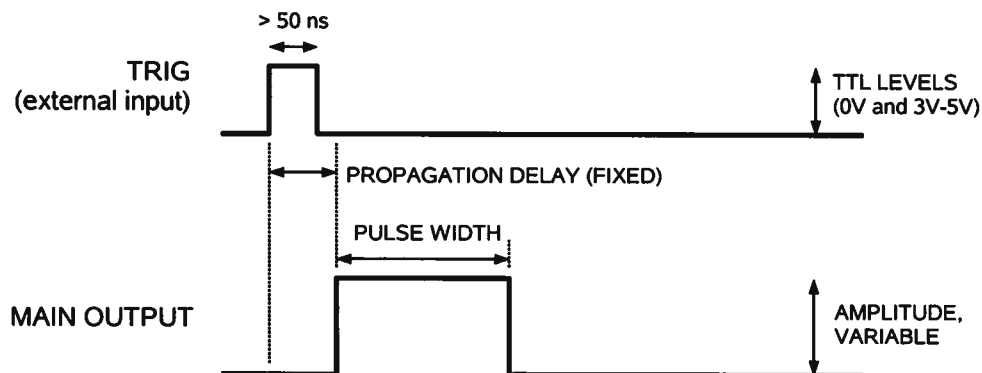 > 50 ns
TRIG
(external input)
TTL LEVELS
(0V and 3V-5V)
PROPAGATION DELAY (FIXED)
PULSE WIDTH
MAIN OUTPUT
AMPLITUDE,
VARIABLE